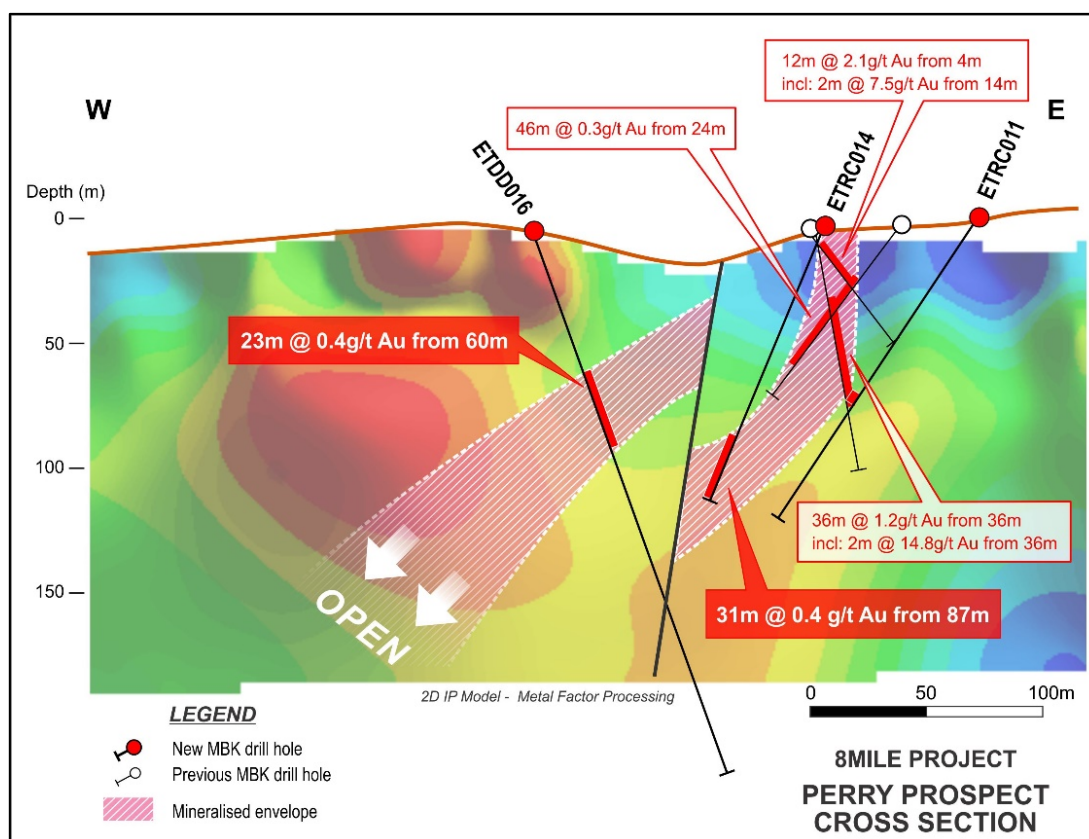 12m @ 2.1g/t Au from 4m
incl: 2m @ 7.5g/t Au from 14m
W
E
46m @ 0.3g/t Au from 24m
ETDD016
ETRC014
ETRC011
Depth (m)
0
50
100
150
23m @ 0.4g/t Au from 60m
36m @ 1.2g/t Au from 36m
incl: 2m @ 14.8g/t Au from 36m
31m @ 0.4 g/t Au from 87m
OPEN
2D IP Model - Metal Factor Processing
0 50 100m
LEGEND
New MBK drill hole
Previous MBK drill hole
Mineralised envelope
8MILE PROJECT
PERRY PROSPECT
CROSS SECTION